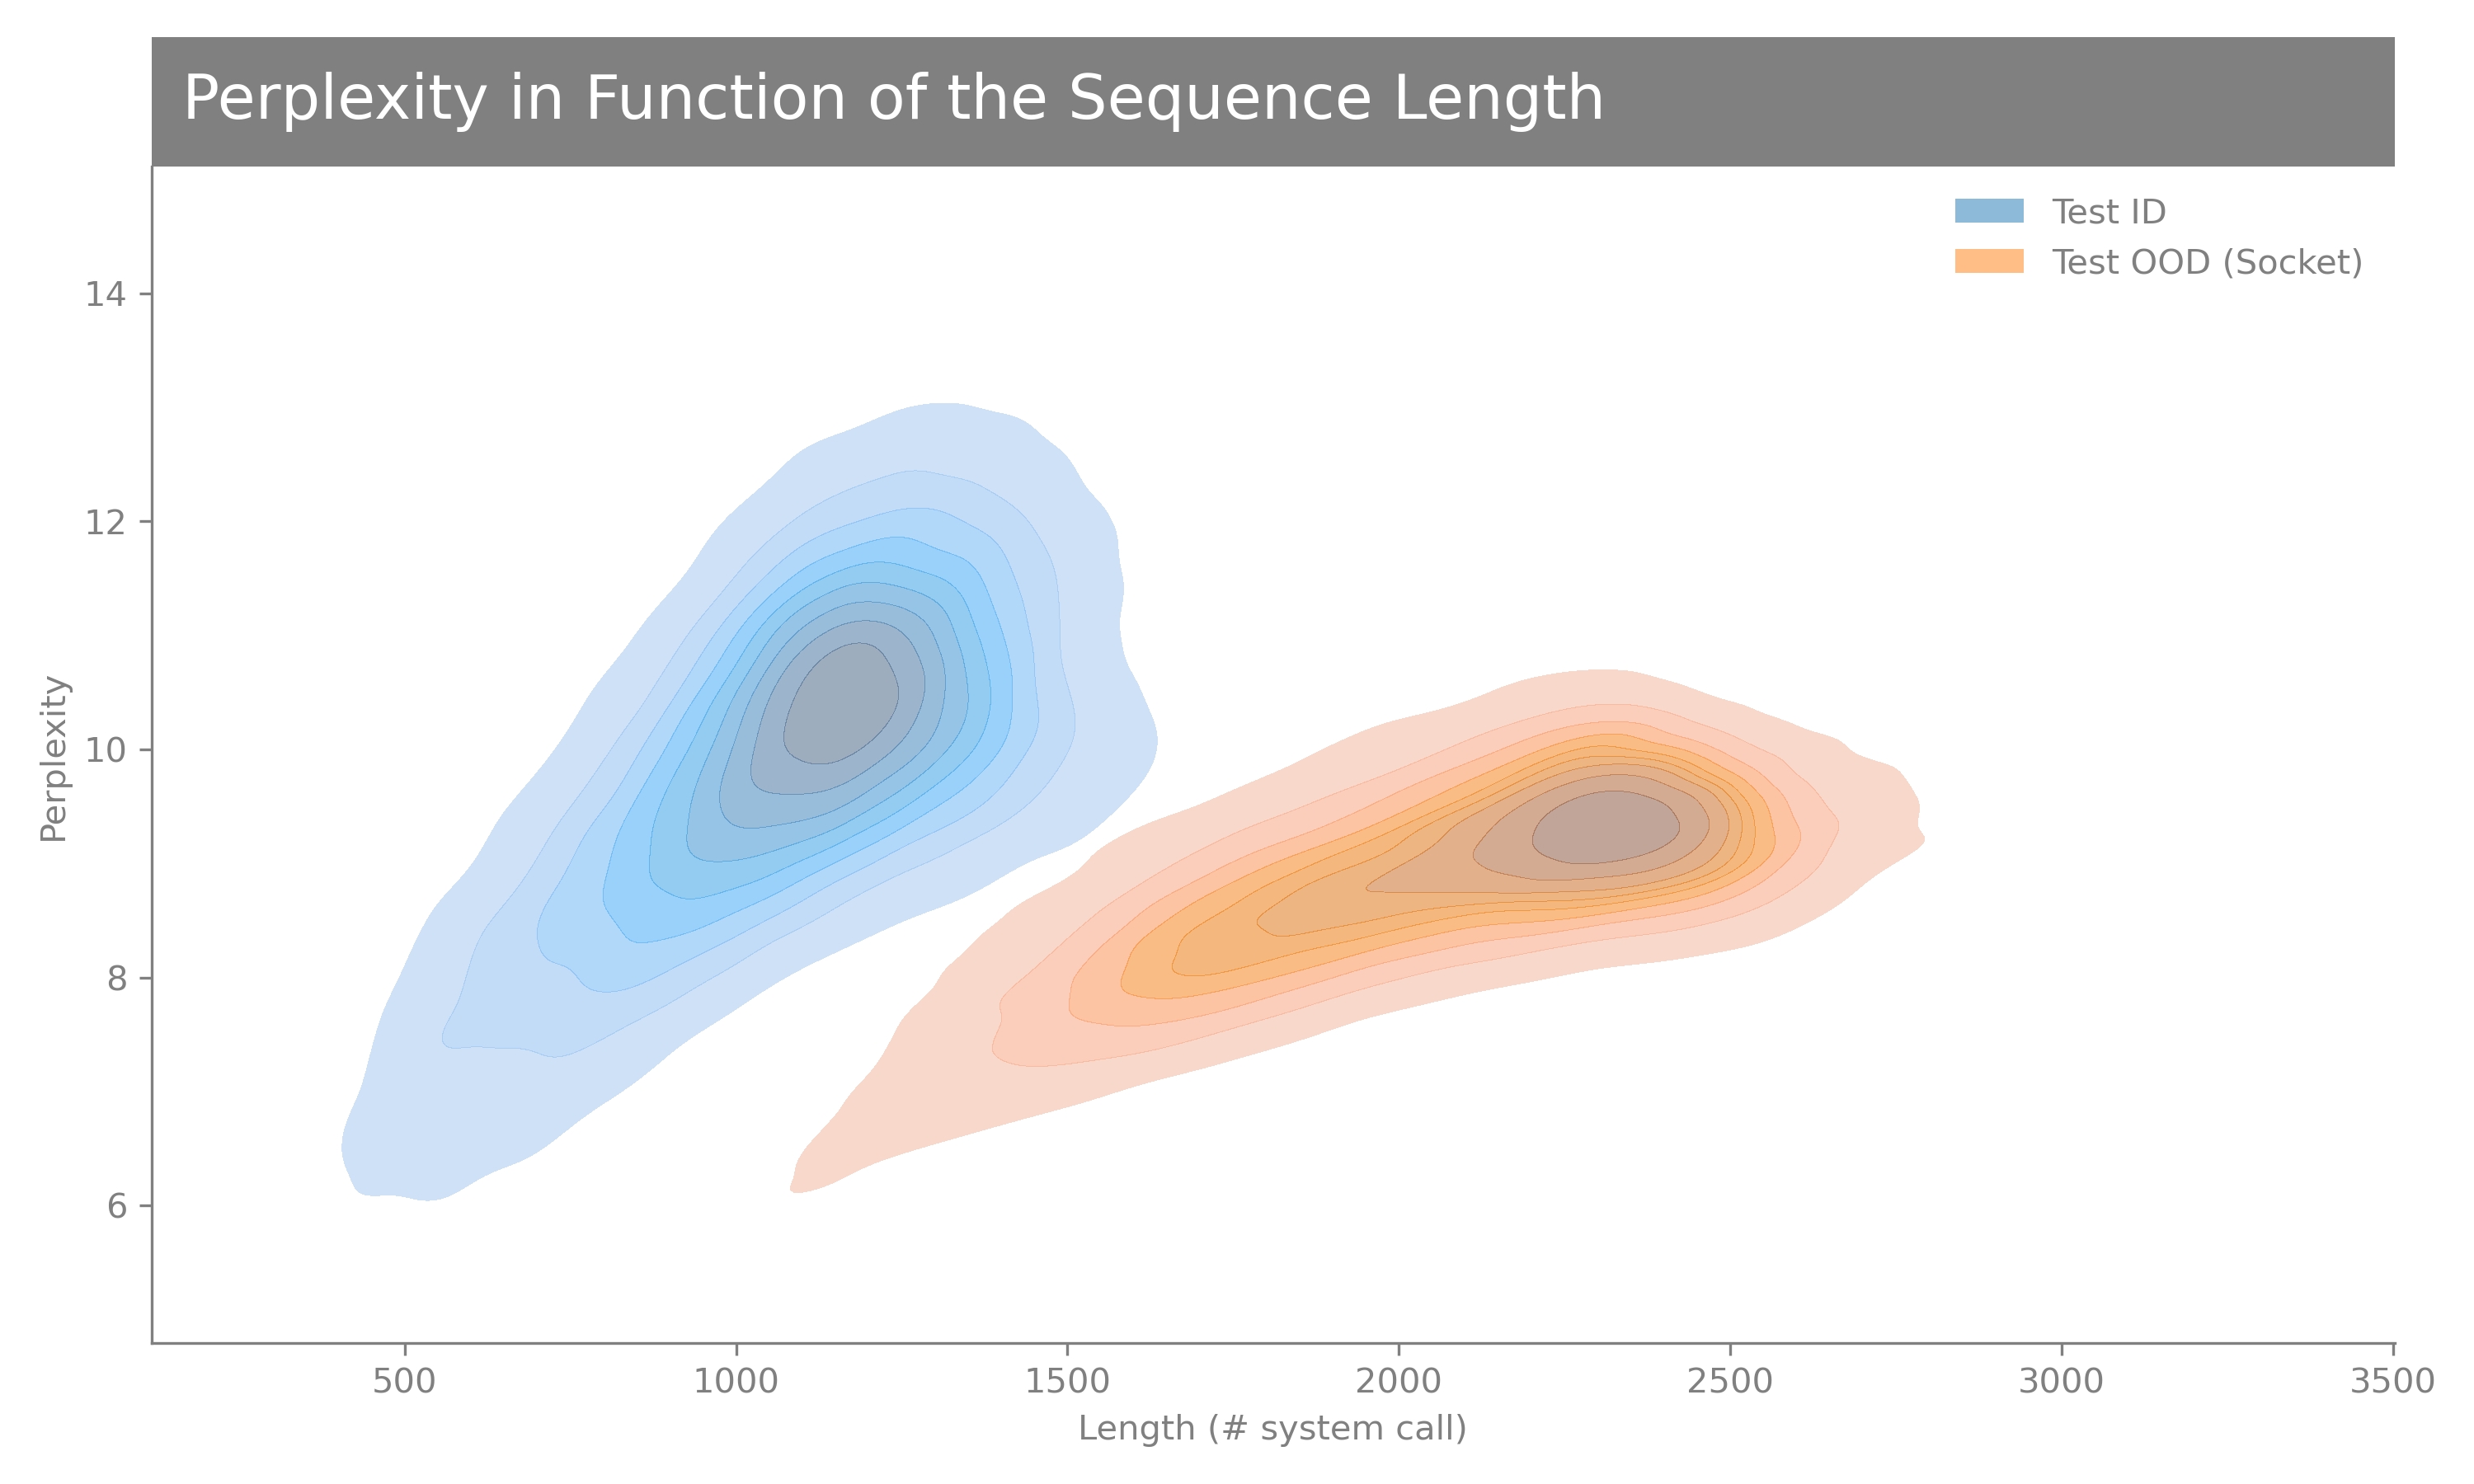 Perplexity in Function of the Sequence Length
Test ID
Test OOD (Socket)
14
12
10
8
6
Perplexity
500 1000 1500 2000 2500 3000 3500
Length (# system call)